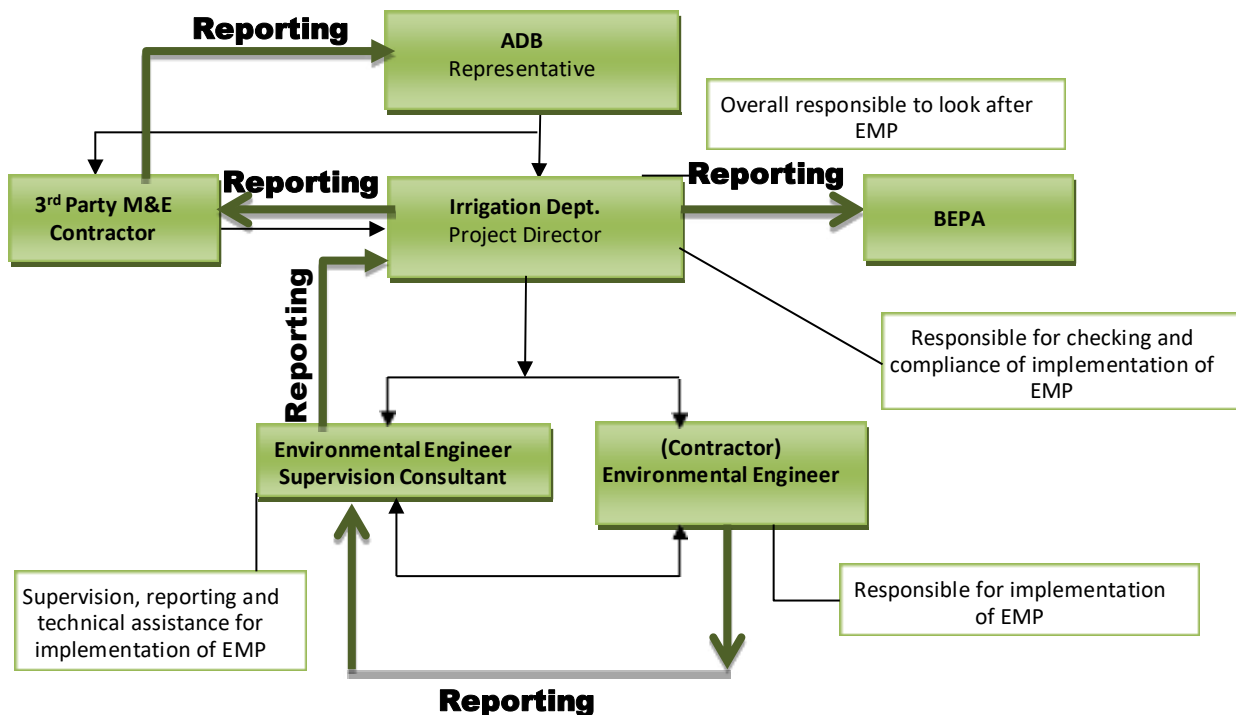 Reporting
ADB
Representative
Overall responsible to look after
EMP
Reporting
Reporting
3rd Party M&E
Contractor
Irrigation Dept.
Project Director
BEPA
Reporting
Responsible for checking and
compliance of implementation of
EMP
Environmental Engineer
Supervision Consultant
(Contractor)
Environmental Engineer
Supervision, reporting and
technical assistance for
implementation of EMP
Responsible for implementation
of EMP
Reporting